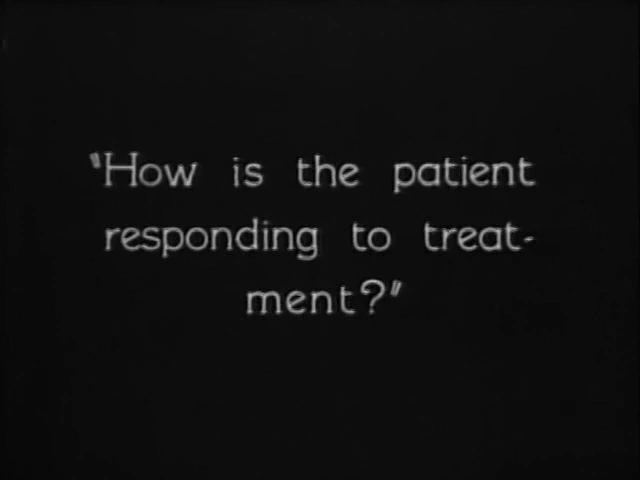 "How is the patient
responding to treat-
ment?"